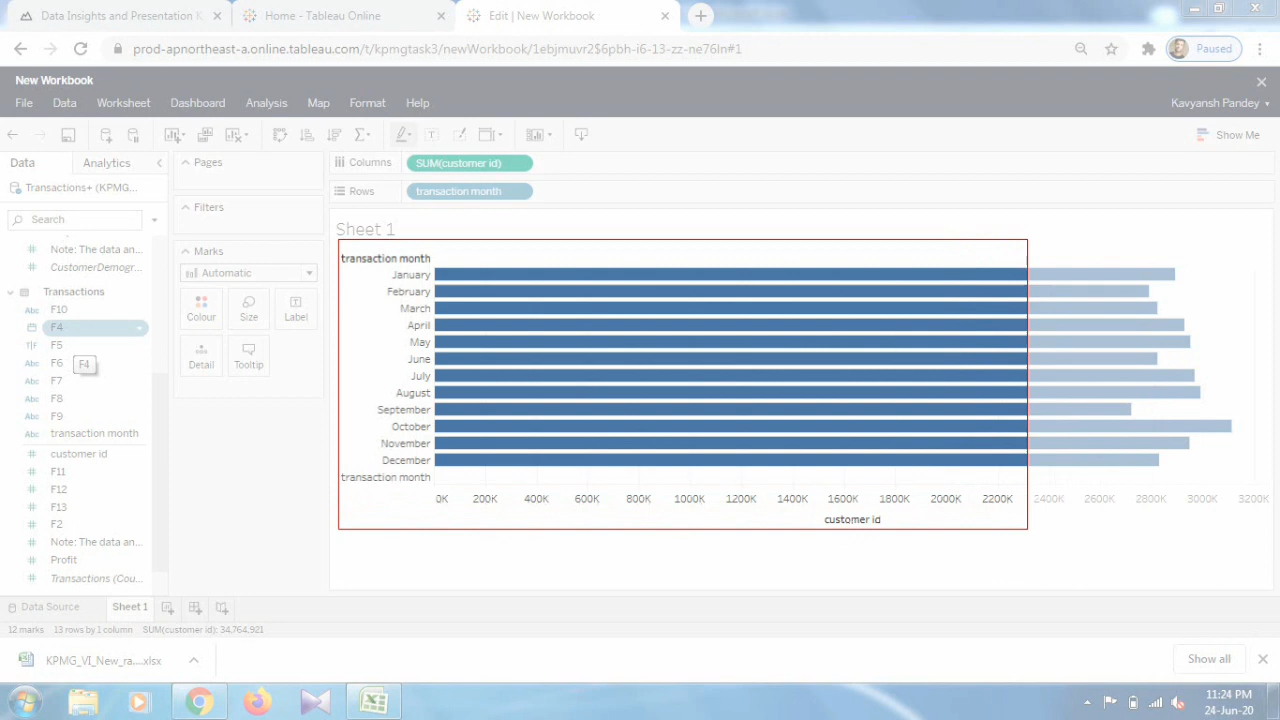 Data Insights and Presentation K
Home - Tableau Online
Edit | New Workbook
prod-apnortheast-a.online.tableau.com/t/kpmgtask3/newWorkbook/1ebjmuvr2$6pbh-i6-13-zz-ne76ln#1
Paused
New Workbook
File Data Worksheet Dashboard Analysis Map Format Help
Kavyansh Pandey
Show Me
Data Analytics
Pages
Columns SUM(customer id)
Transactions+ (KPMG...
Rows transaction month
Search
Filters
Sheet 1
Note: The data an...
CustomerDemogr...
Marks
Automatic
Colour Size Label
Detail Tooltip
Transactions
F10
F4
F5
F6
F4
F7
F8
F9
transaction month
customer id
F11
F12
F13
F2
Note: The data an...
Profit
Transactions (Cou...
transaction month
January
February
March
April
May
June
July
August
September
October
November
December
transaction month
0K 200K 400K 600K 800K 1000K 1200K 1400K 1600K 1800K 2000K 2200K 2400K 2600K 2800K 3000K 3200K
customer id
Data Source Sheet 1
12 marks 13 rows by 1 column SUM(customer id): 34,764,921
KPMG_VI_New_ra....xlsx
Show all
11:24 PM
24-Jun-20